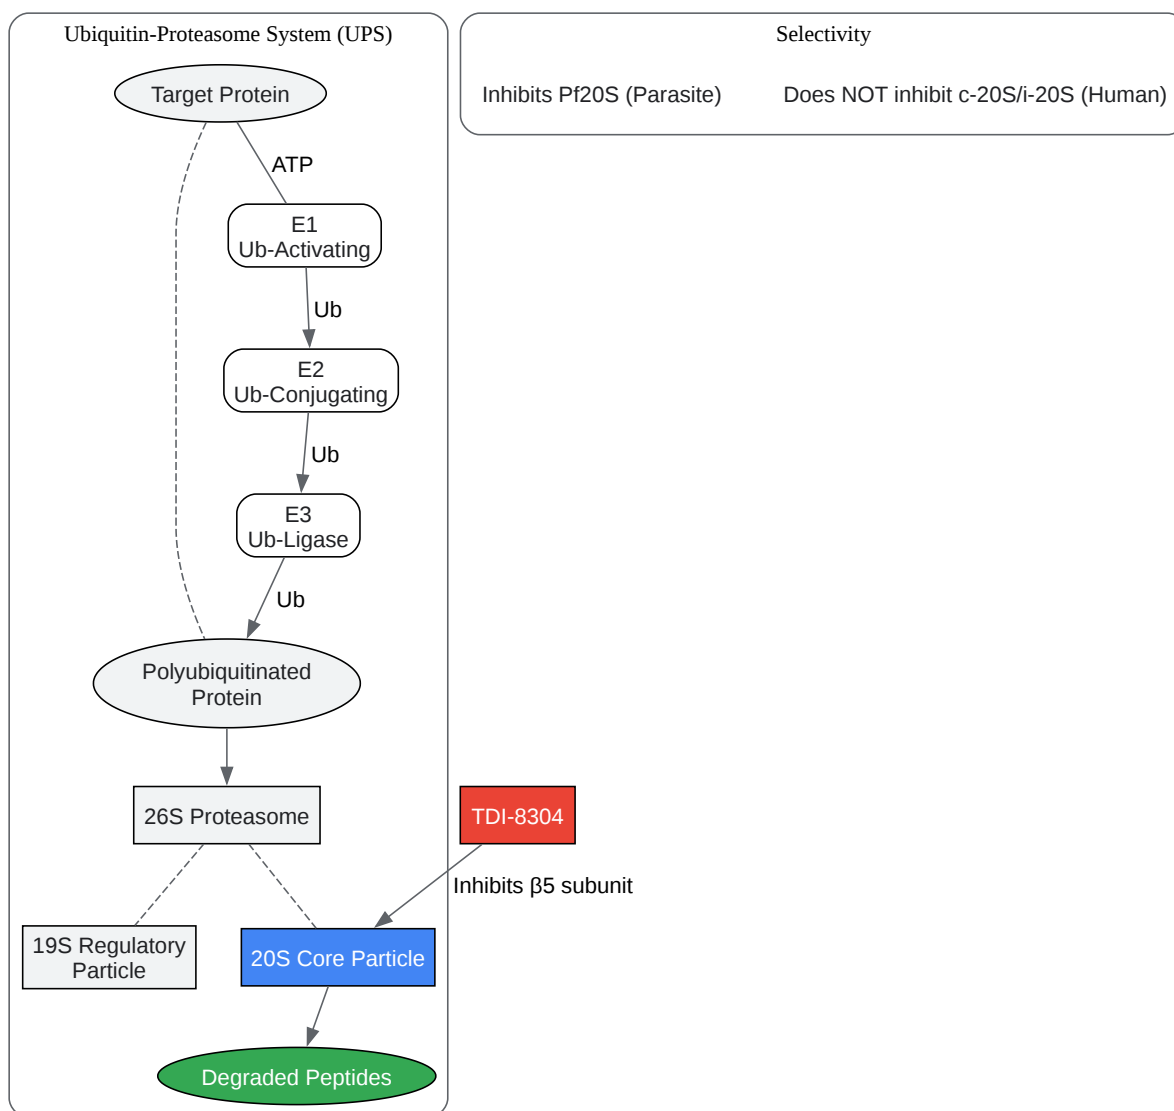 Ubiquitin-Proteasome System (UPS)
Target Protein
ATP
E1
Ub-Activating
Ub
E2
Ub-Conjugating
Ub
E3
Ub-Ligase
Ub
Polyubiquitinated
Protein
26S Proteasome
19S Regulatory
Particle
20S Core Particle
Degraded Peptides
TDI-8304
Inhibits β5 subunit
Selectivity
Inhibits Pf20S (Parasite)
Does NOT inhibit c-20S/i-20S (Human)